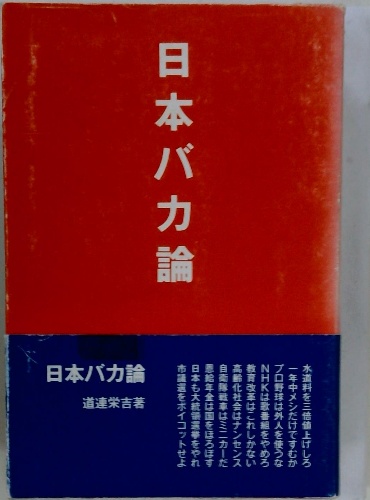 日本バカ論
水道料を三倍値上げしろ
一年中メシだけですむか
プロ野球は外人を使うな
NHKは歌番組をやめろ
教育改革はこれしかない
高齢化社会はナンセンス
自衛隊戦車はミニカーだ
恩給年金は国をほろぼす
日本も大統領選挙をやれ
市議選をボイコットせよ
日本バカ論
道連栄吉著